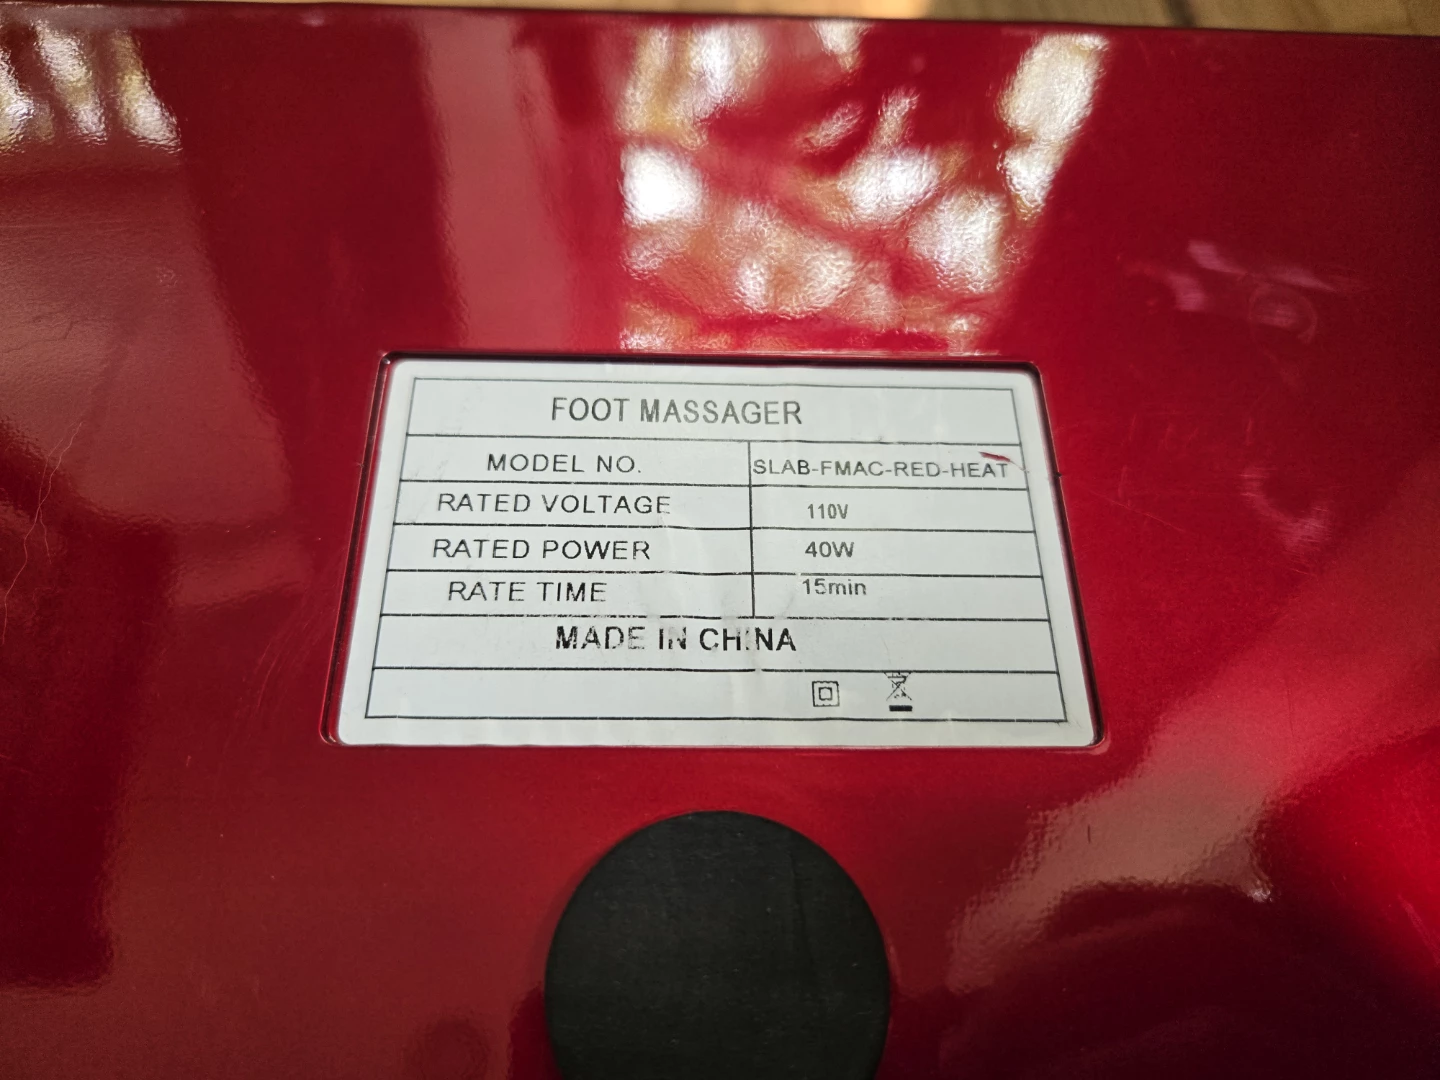 FOOT MASSAGER
MODEL NO. SLAB-FMAC-RED-HEAT
RATED VOLTAGE 110V
RATED POWER 40W
RATE TIME 15min
MADE IN CHINA